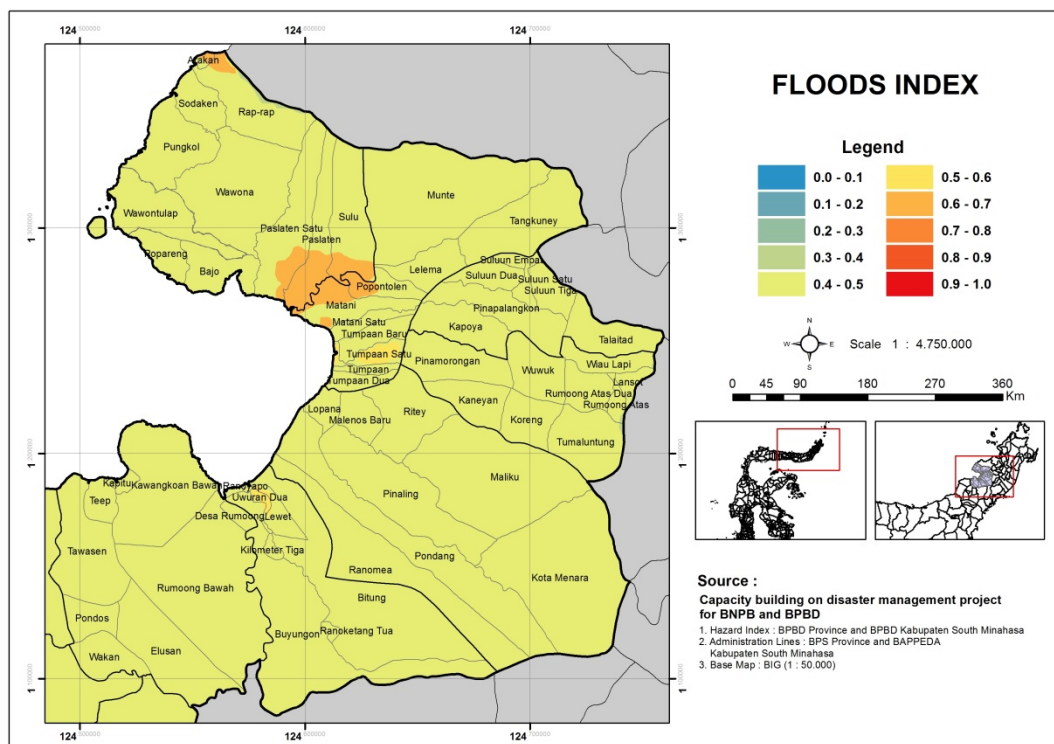 FLOODS INDEX
Legend
0.0 - 0.1
0.1 - 0.2
0.2 - 0.3
0.3 - 0.4
0.4 - 0.5
0.5 - 0.6
0.6 - 0.7
0.7 - 0.8
0.8 - 0.9
0.9 - 1.0
N
W E
S
Scale 1 : 4.750.000
0 45 90 180 270 360
Km
Source :
Capacity building on disaster management project
for BNPB and BPBD
1. Hazard Index : BPBD Province and BPBD Kabupaten South Minahasa
2. Administration Lines : BPS Province and BAPPEDA
Kabupaten South Minahasa
3. Base Map : BIG (1 : 50.000)
Arakan
Sodaken
Rap-rap
Pungkol
Wawona
Munte
Wawontulap
Sulu
Tangkuney
Paslaten Satu
Paslaten
Popareng
Bajo
Lelema
Suluun Empat
Suluun Dua
Suluun Satu
Suluun Tiga
Popontolen
Matani
Pinapalangkon
Matani Satu
Tumpaan Baru
Kapoya
Talaitad
Tumpaan Satu
Pinamorongan
Wuwuk
Wiau Lapi
Tumpaan
Tumpaan Dua
Lansot
Rumoong Atas Dua
Rumoong Atas
Kaneyan
Lopana
Malenos Baru
Ritey
Koreng
Tumaluntung
Maliku
Kapitu
Kawangkoan Bawah
Teep
Uwuran Dua
Pinaling
Desa Rumoong
Lewet
Tawasen
Kilometer Tiga
Pondang
Ranomea
Kota Menara
Rumoong Bawah
Bitung
Pondos
Buyungon
Ranoketang Tua
Wakan
Elusan